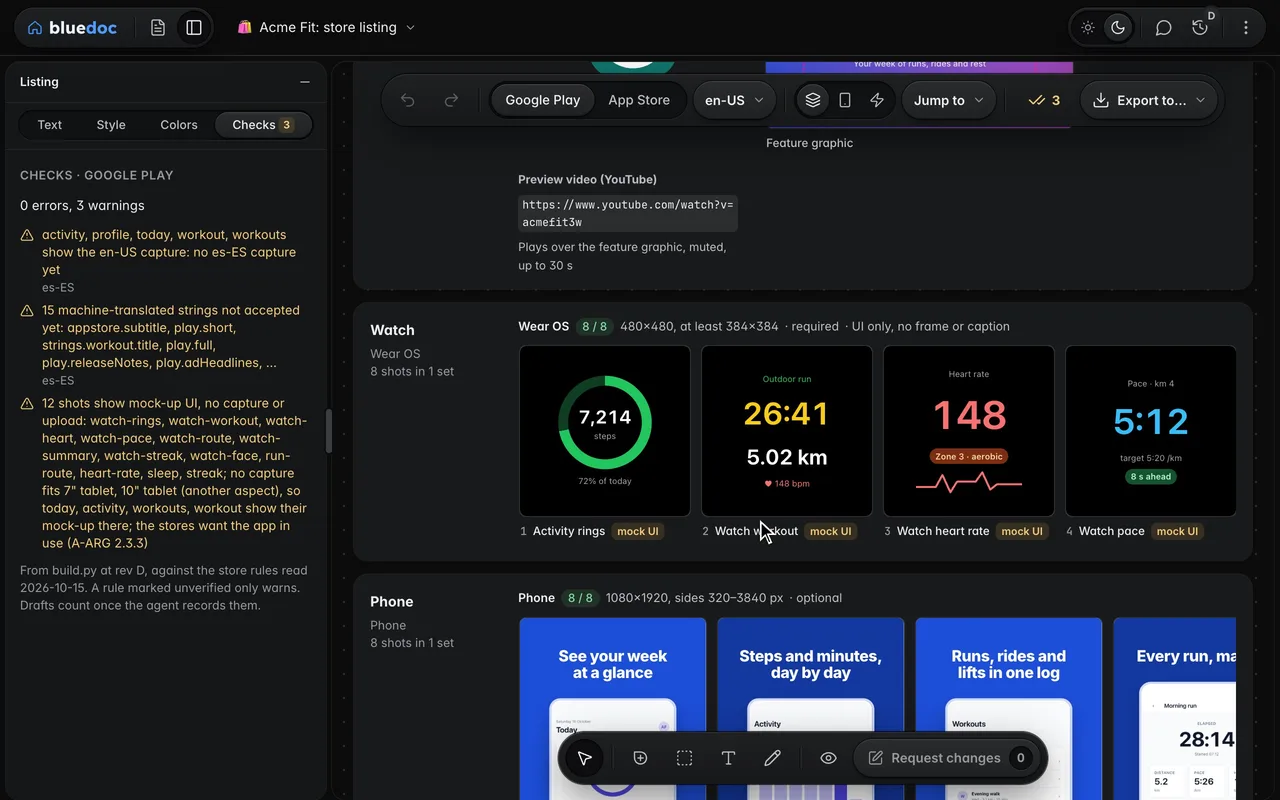 bluedoc
Acme Fit: store listing
D
Listing
Text
Style
Colors
Checks 3
CHECKS · GOOGLE PLAY
0 errors, 3 warnings
activity, profile, today, workout, workouts
show the en-US capture: no es-ES capture
yet
es-ES
15 machine-translated strings not accepted
yet: appstore.subtitle, play.short,
strings.workout.title, play.full,
play.releaseNotes, play.adHeadlines, ...
es-ES
12 shots show mock-up UI, no capture or
upload: watch-rings, watch-workout, watch-
heart, watch-pace, watch-route, watch-
summary, watch-streak, watch-face, run-
route, heart-rate, sleep, streak; no capture
fits 7" tablet, 10" tablet (another aspect), so
today, activity, workouts, workout show their
mock-up there; the stores want the app in
use (A-ARG 2.3.3)
From build.py at rev D, against the store rules read
2026-10-15. A rule marked unverified only warns.
Drafts count once the agent records them.
Your week of runs, rides and rest
Google Play
App Store
en-US
Jump to
3
Export to...
Feature graphic
Preview video (YouTube)
https://www.youtube.com/watch?v=
acmefit3w
Plays over the feature graphic, muted,
up to 30 s
Watch
Wear OS
8 shots in 1 set
Wear OS 8 / 8 480×480, at least 384×384 · required · UI only, no frame or caption
7,214
steps
72% of today
Outdoor run
26:41
5.02 km
148 bpm
Heart rate
148
Zone 3 · aerobic
Pace · km 4
5:12
target 5:20 /km
8 s ahead
1 Activity rings mock UI
2 Watch workout mock UI
3 Watch heart rate mock UI
4 Watch pace mock UI
Phone
Phone
8 shots in 1 set
Phone 8 / 8 1080×1920, sides 320–3840 px · optional
See your week
at a glance
Today
Steps and minutes,
day by day
Activity
Runs, rides and
lifts in one log
Workouts
Evening walk
Every run, ma
Morning run
ELAPSED
28:14
DISTANCE
5.2
PACE
5:26
Request changes 0